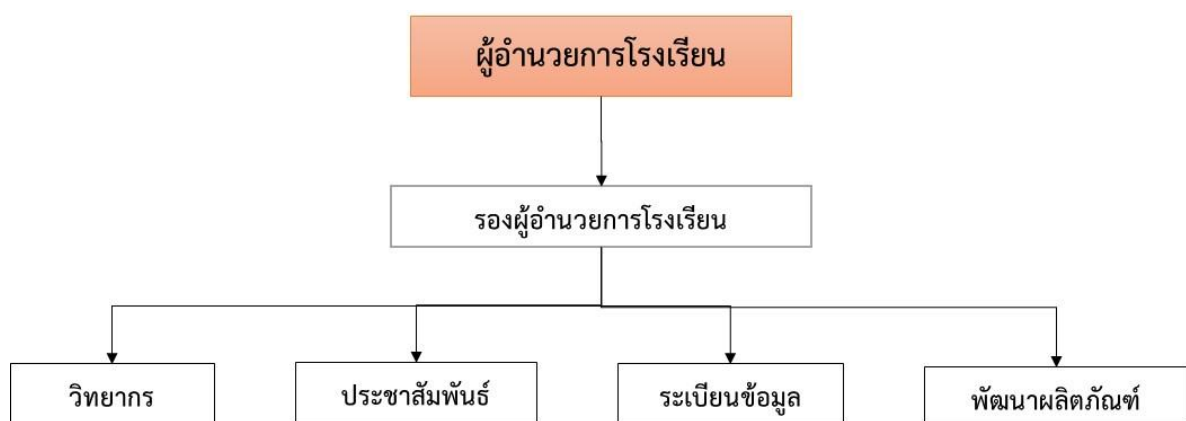 ผู้อำนวยการโรงเรียน
รองผู้อำนวยการโรงเรียน
วิทยากร
ประชาสัมพันธ์
ระเบียนข้อมูล
พัฒนาผลิตภัณฑ์